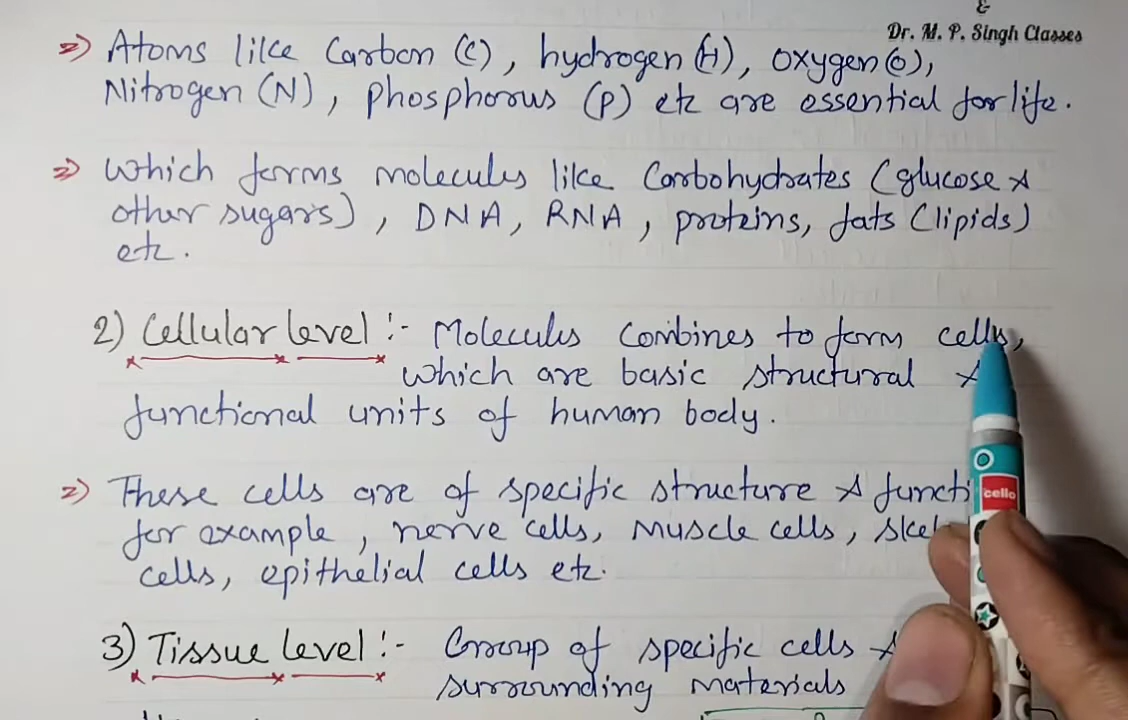 &
Dr. M. P. Singh Classes
=> Atoms like Carbon (C), hydrogen (H), oxygen (O),
Nitrogen (N), phosphorous (P) etc are essential for life.
=> Which forms molecules like Carbohydrates (glucose &
other sugars), DNA, RNA, proteins, fats (lipids)
etc.
2) Cellular level :- Molecules Combines to form cells,
which are basic structural &
functional units of human body.
=> These cells are of specific structure & functi
for example, nerve cells, Muscle cells, skel
cells, epithelial cells etc.
3) Tissue level :- Group of specific cells &
surrounding materials
cello